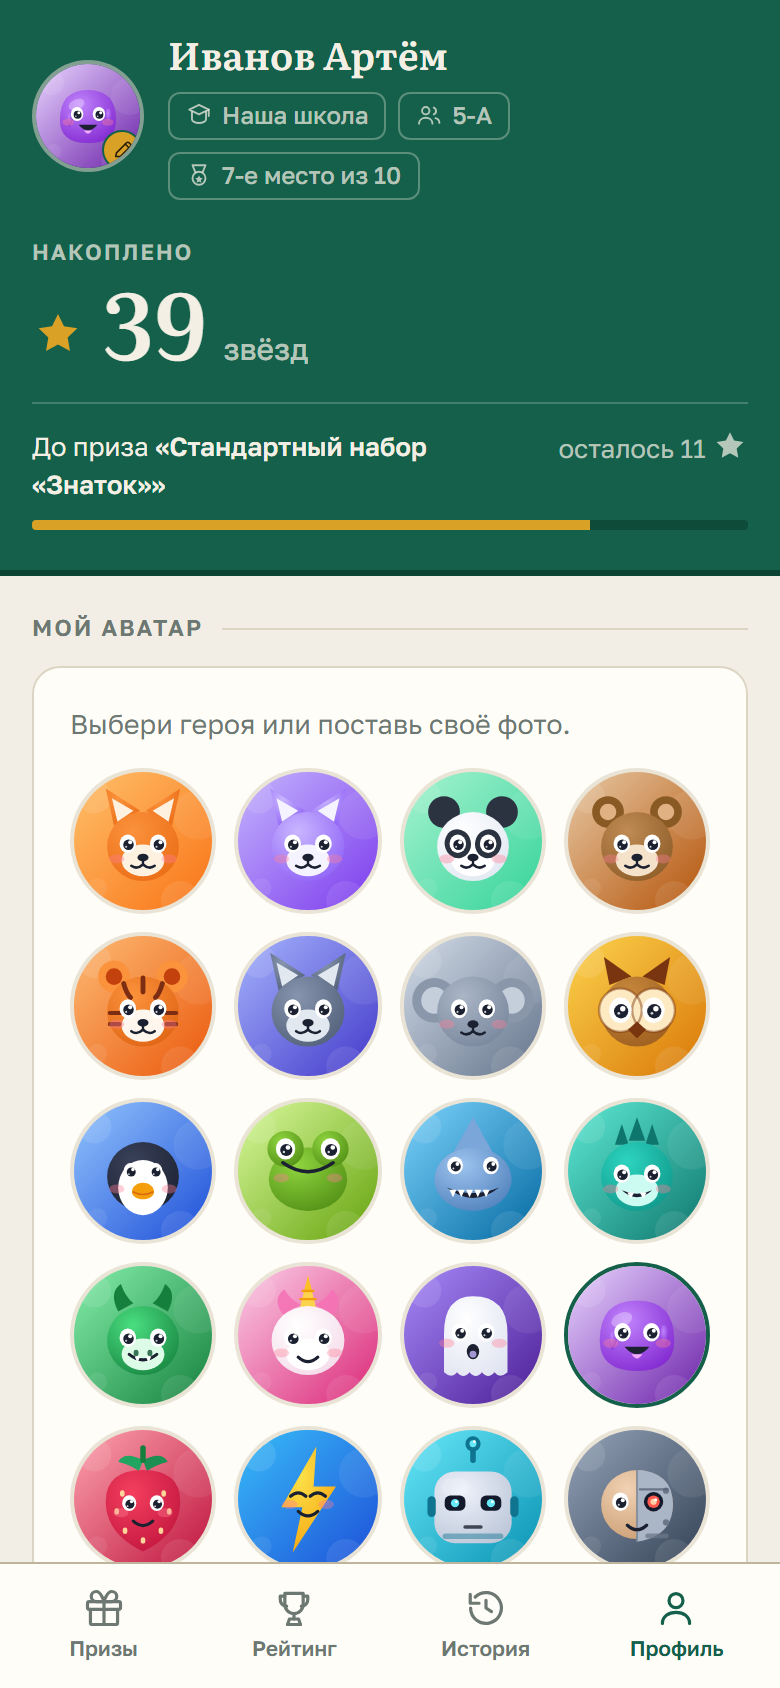 Иванов Артём
Наша школа
5-А
7-е место из 10
НАКОПЛЕНО
39 звёзд
До приза «Стандартный набор
«Знаток»»
осталось 11
МОЙ АВАТАР
Выбери героя или поставь своё фото.
Призы
Рейтинг
История
Профиль